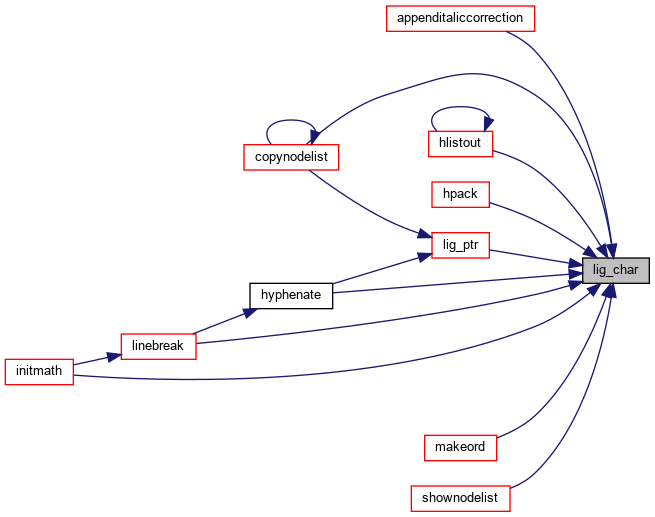 appenditaliccorrection
hlistout
copynodelist
hpack
lig_ptr
lig_char
hyphenate
linebreak
initmath
makeord
shownodelist